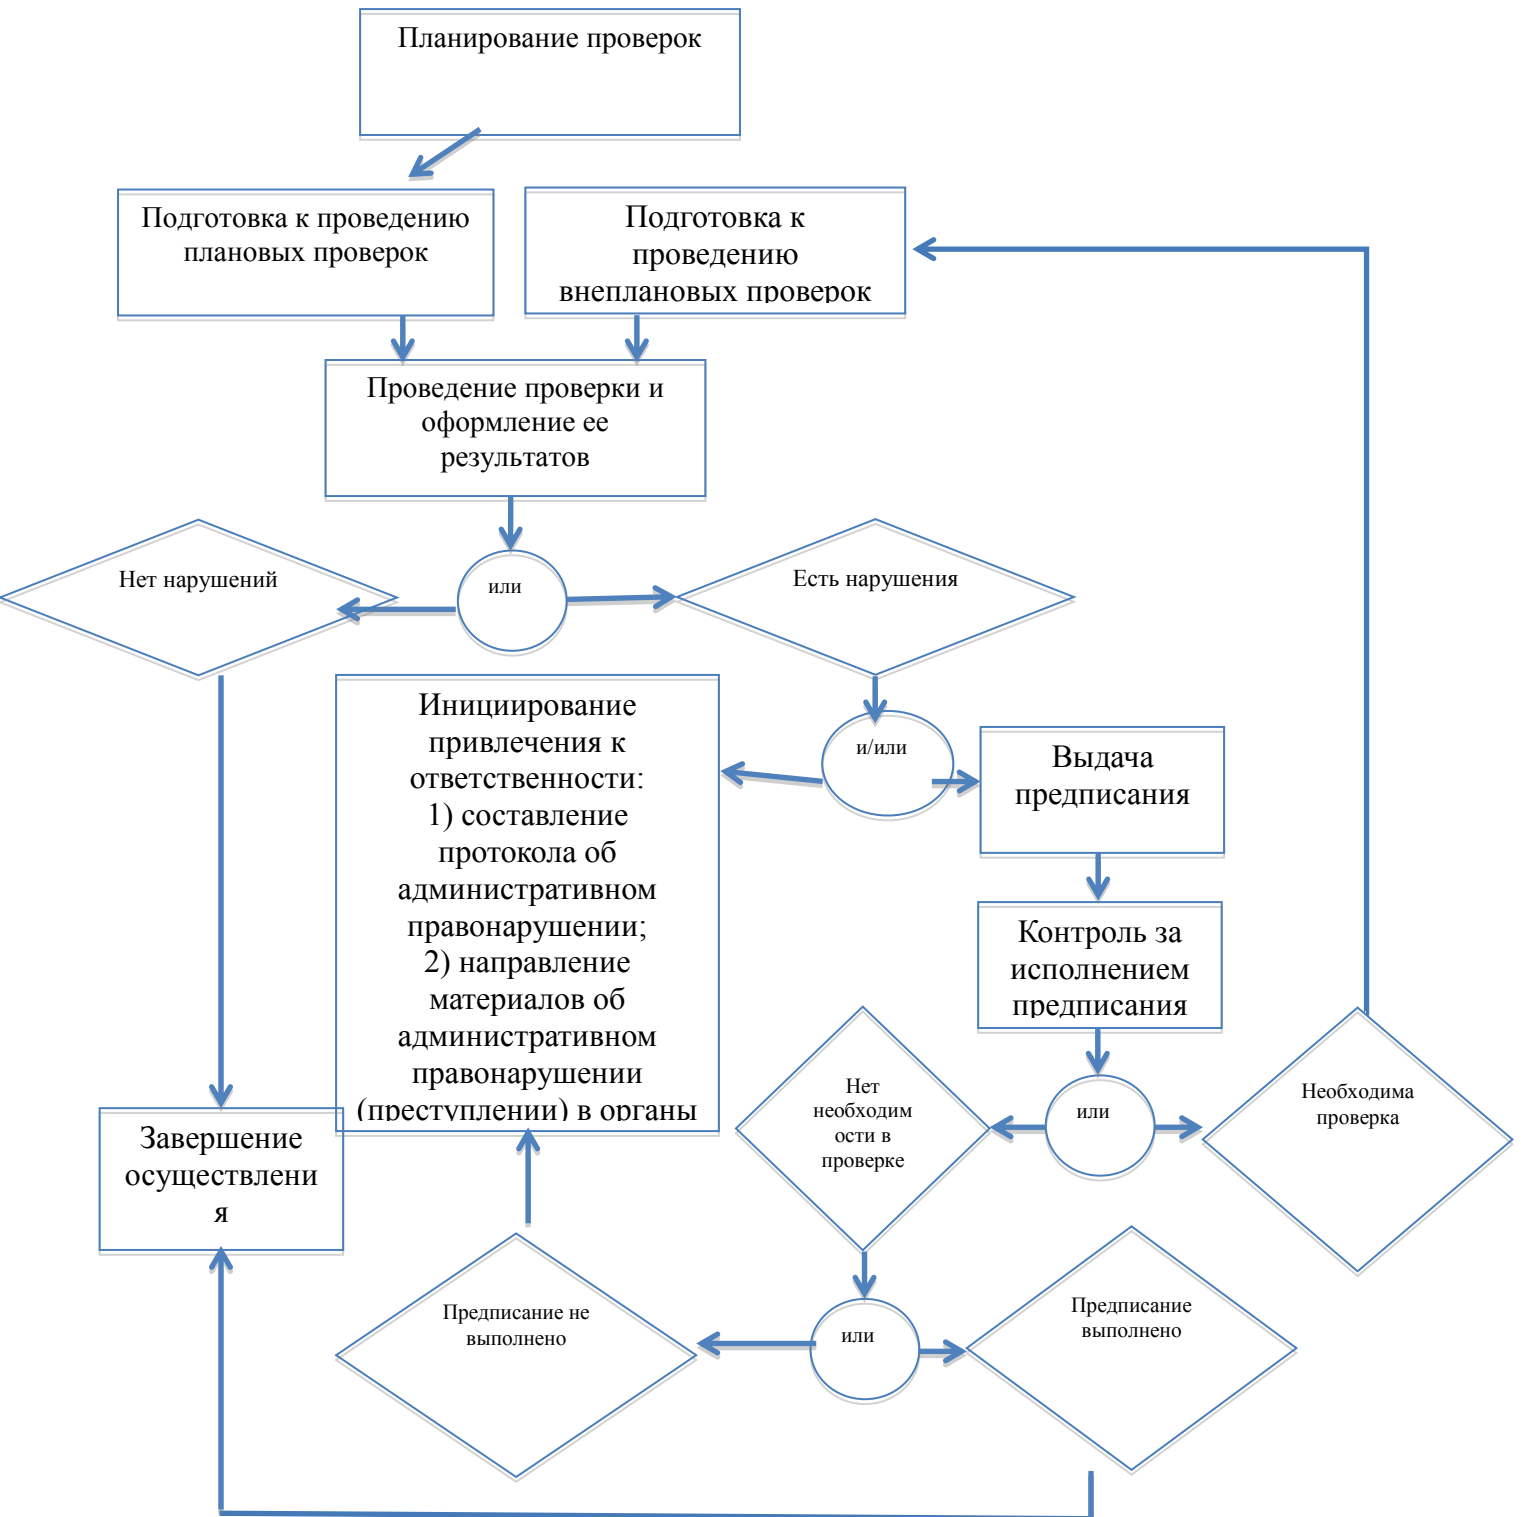 Планирование проверок
Подготовка к проведению
плановых проверок
Подготовка к
проведению
внеплановых проверок
Проведение проверки и
оформление ее
результатов
Нет нарушений
или
Есть нарушения
Инициирование
привлечения к
ответственности:
1) составление
протокола об
административном
правонарушении;
2) направление
материалов об
административном
правонарушении
(преступлении) в органы
и/или
Выдача
предписания
Контроль за
исполнением
предписания
Нет
необходим
ости в
проверке
или
Необходима
проверка
Завершение
осуществлени
я
Предписание не
выполнено
или
Предписание
выполнено